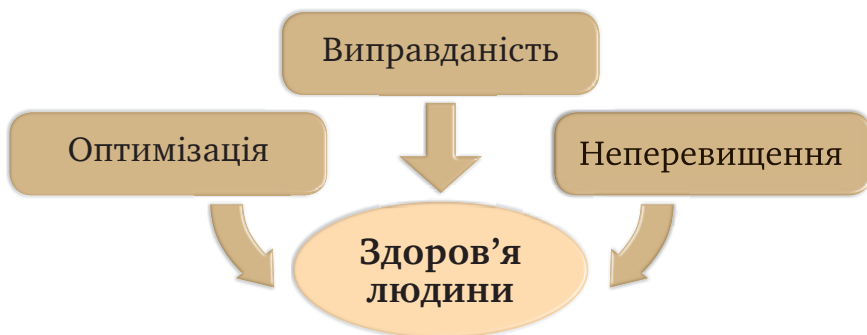 Виправданість
Оптимізація
Неперевищення
Здоров’я
людини